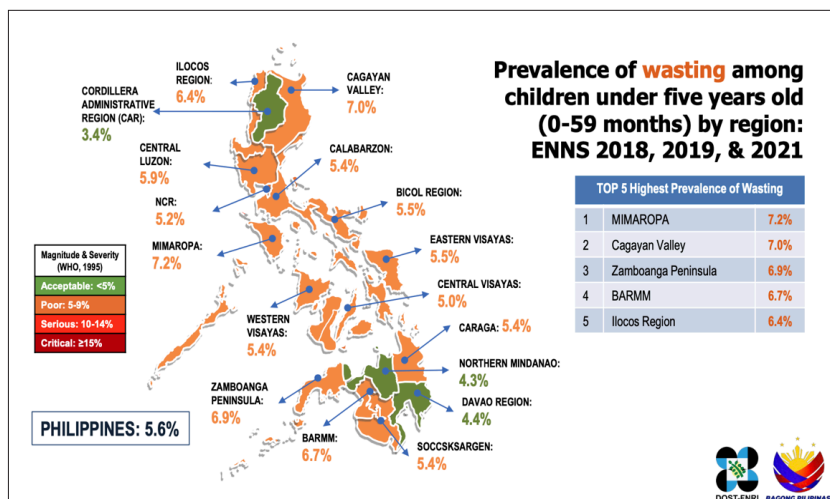 Prevalence of wasting among
children under five years old
(0-59 months) by region:
ENNS 2018, 2019, & 2021
ILOCOS
REGION:
6.4%
CAGAYAN
VALLEY:
7.0%
CORDILLERA
ADMINISTRATIVE
REGION (CAR):
3.4%
CENTRAL
LUZON:
5.9%
CALABARZON:
5.4%
NCR:
5.2%
BICOL REGION:
5.5%
MIMAROPA:
7.2%
EASTERN VISAYAS:
5.5%
CENTRAL VISAYAS:
5.0%
WESTERN
VISAYAS:
5.4%
CARAGA: 5.4%
NORTHERN MINDANAO:
4.3%
ZAMBOANGA
PENINSULA:
6.9%
DAVAO REGION:
4.4%
BARMM:
6.7%
SOCCSKSARGEN:
5.4%
Magnitude & Severity
(WHO, 1995)
Acceptable: <5%
Poor: 5-9%
Serious: 10-14%
Critical: ≥15%
PHILIPPINES: 5.6%
TOP 5 Highest Prevalence of Wasting
1 MIMAROPA 7.2%
2 Cagayan Valley 7.0%
3 Zamboanga Peninsula 6.9%
4 BARMM 6.7%
5 Ilocos Region 6.4%
DOST-FNRI
BAGONG PILIPINAS